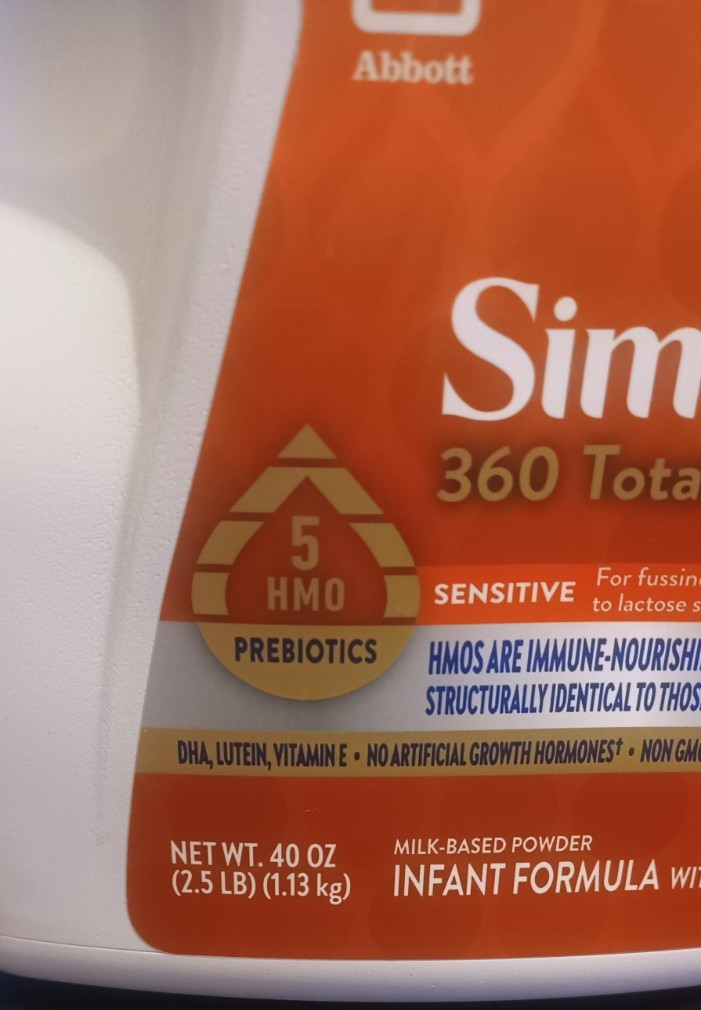 Abbott
Sim
360 Tota
5
HMO
PREBIOTICS
SENSITIVE
For fussin
to lactose s
HMOS ARE IMMUNE-NOURISHI
STRUCTURALLY IDENTICAL TO THOS
DHA, LUTEIN, VITAMIN E • NO ARTIFICIAL GROWTH HORMONES† • NON GMO
NET WT. 40 OZ
(2.5 LB) (1.13 kg)
MILK-BASED POWDER
INFANT FORMULA WIT